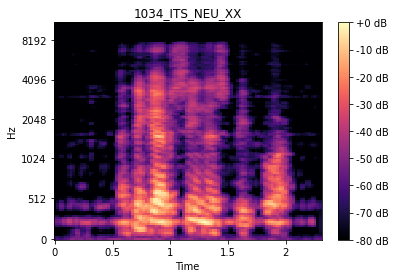 1034_ITS_NEU_XX
+0 dB
8192
-10 dB
4096
-20 dB
-30 dB
2048
Hz
-40 dB
1024
-50 dB
512
-60 dB
-70 dB
0
-80 dB
0 0.5 1 1.5 2
Time